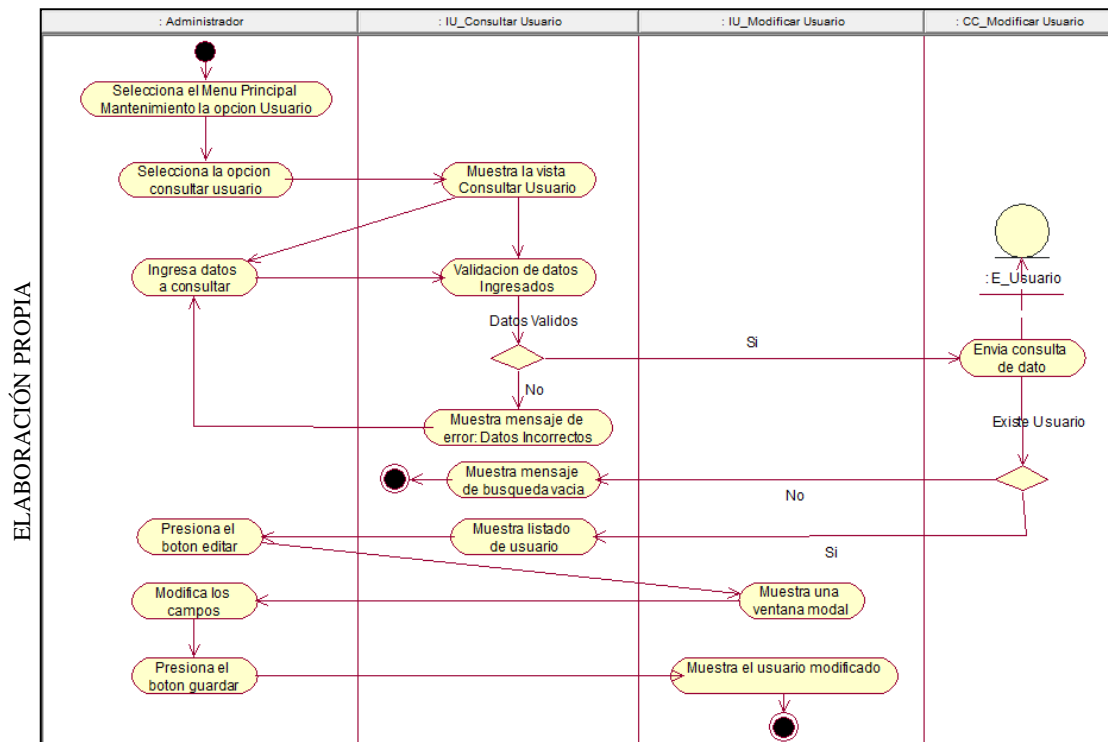 : Administrador
: IU_Consultar Usuario
: IU_Modificar Usuario
: CC_Modificar Usuario
Selecciona el Menu Principal
Mantenimiento la opcion Usuario
Selecciona la opcion
consultar usuario
Muestra la vista
Consultar Usuario
Ingresa datos
a consultar
Validacion de datos
Ingresados
: E_Usuario
Datos Validos
Si
Envia consulta
de dato
No
Muestra mensaje de
error: Datos Incorrectos
Existe Usuario
Muestra mensaje
de busqueda vacia
No
Presiona el
boton editar
Muestra listado
de usuario
Si
Modifica los
campos
Muestra una
ventana modal
Presiona el
boton guardar
Muestra el usuario modificado
ELABORACIÓN PROPIA